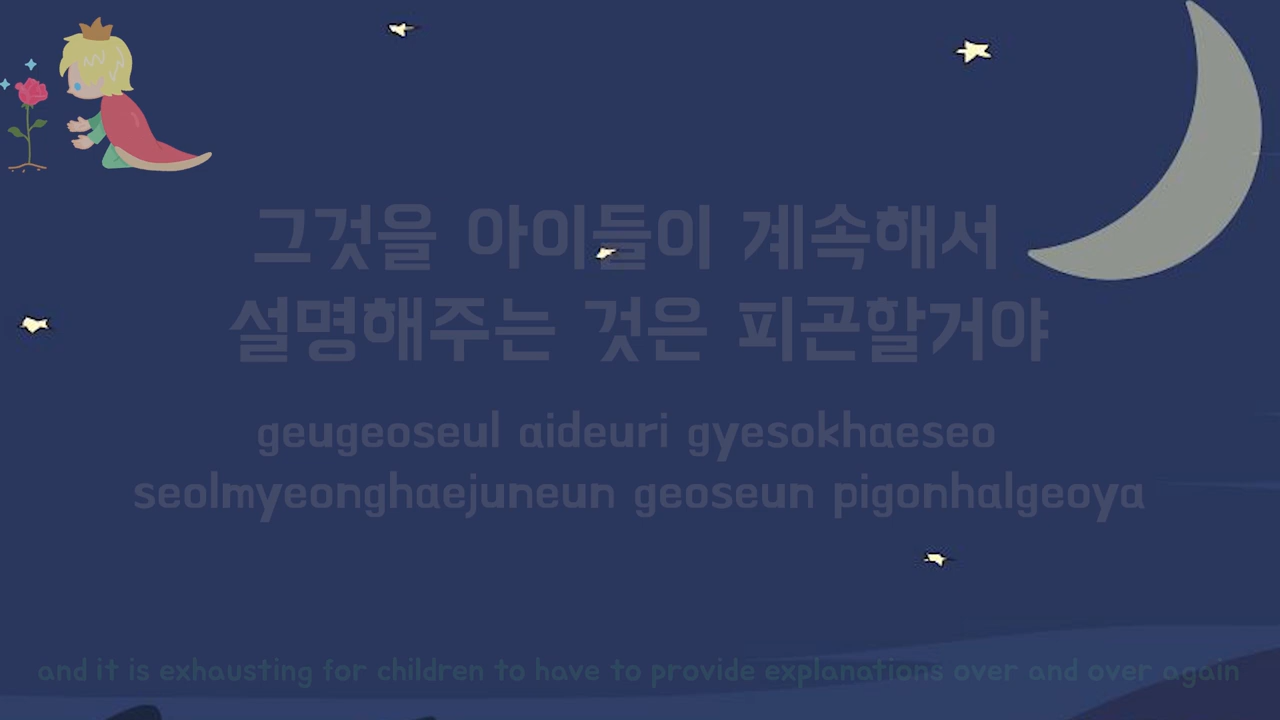 그것을 아이들이 계속해서
설명해주는 것은 피곤할거야
geugeoseul aideuri gyesokhaeseo
seolmyeonghaejuneun geoseun pigonhalgeoya
and it is exhausting for children to have to provide explanations over and over again